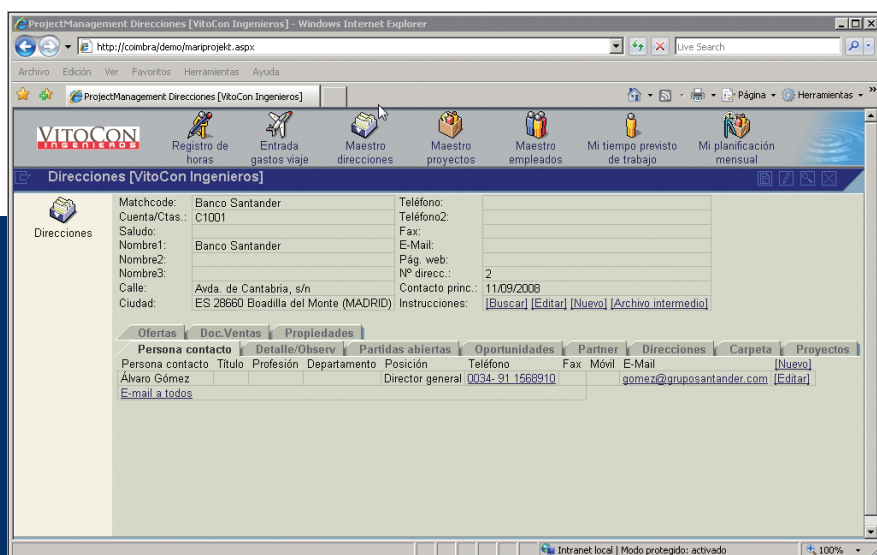 ProjectManagement Direcciones [VitoCon Ingenieros] - Windows Internet Explorer
http://coimbra/demo/mariprojekt.aspx
Live Search
Archivo Edición Ver Favoritos Herramientas Ayuda
ProjectManagement Direcciones [VitoCon Ingenieros]
Página Herramientas »
VITOCON
INGENIEROS
Registro de horas
Entrada gastos viaje
Maestro direcciones
Maestro proyectos
Maestro empleados
Mi tiempo previsto de trabajo
Mi planificación mensual
Direcciones [VitoCon Ingenieros]
Direcciones
Matchcode: Banco Santander Teléfono:
Cuenta/Ctas.: C1001 Teléfono2:
Saludo: Fax:
Nombre1: Banco Santander E-Mail:
Nombre2: Pág. web:
Nombre3: Nº direcc.: 2
Calle: Avda. de Cantabria, s/n Contacto princ.: 11/09/2008
Ciudad: ES 28660 Boadilla del Monte (MADRID) Instrucciones: [Buscar] [Editar] [Nuevo] [Archivo intermedio]
Ofertas Doc.Ventas Propiedades
Persona contacto Detalle/Observ Partidas abiertas Oportunidades Partner Direcciones Carpeta Proyectos
Persona contacto Título Profesión Departamento Posición Teléfono Fax Móvil E-Mail [Nuevo]
Álvaro Gómez Director general 0034- 91 1568910 gomez@gruposantander.com [Editar]
E-mail a todos
Intranet local | Modo protegido: activado 100%